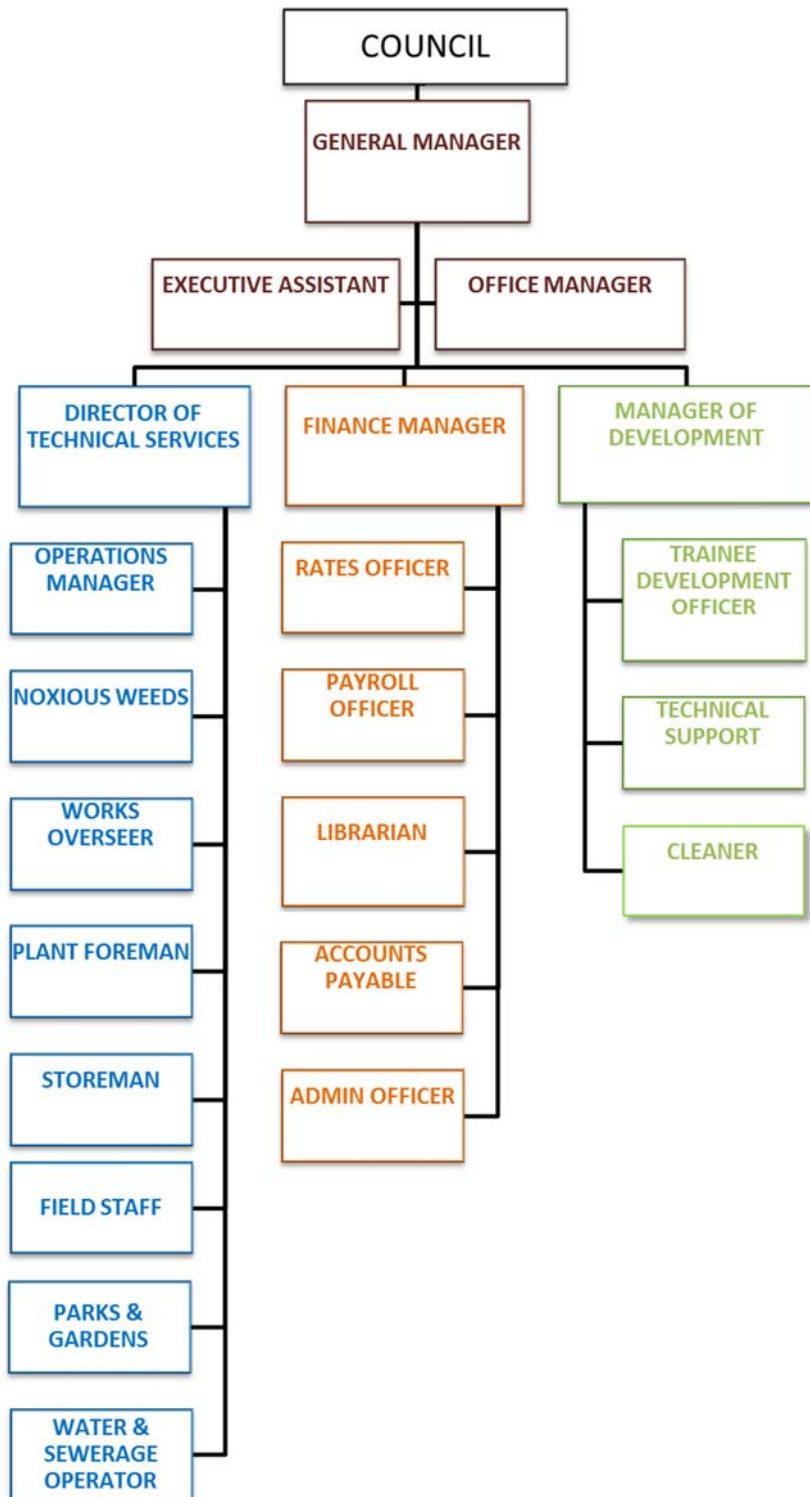 COUNCIL
GENERAL MANAGER
EXECUTIVE ASSISTANT
OFFICE MANAGER
DIRECTOR OF
TECHNICAL SERVICES
OPERATIONS
MANAGER
NOXIOUS WEEDS
WORKS
OVERSEER
PLANT FOREMAN
STOREMAN
FIELD STAFF
PARKS &
GARDENS
WATER &
SEWERAGE
OPERATOR
FINANCE MANAGER
RATES OFFICER
PAYROLL
OFFICER
LIBRARIAN
ACCOUNTS
PAYABLE
ADMIN OFFICER
MANAGER OF
DEVELOPMENT
TRAINEE
DEVELOPMENT
OFFICER
TECHNICAL
SUPPORT
CLEANER